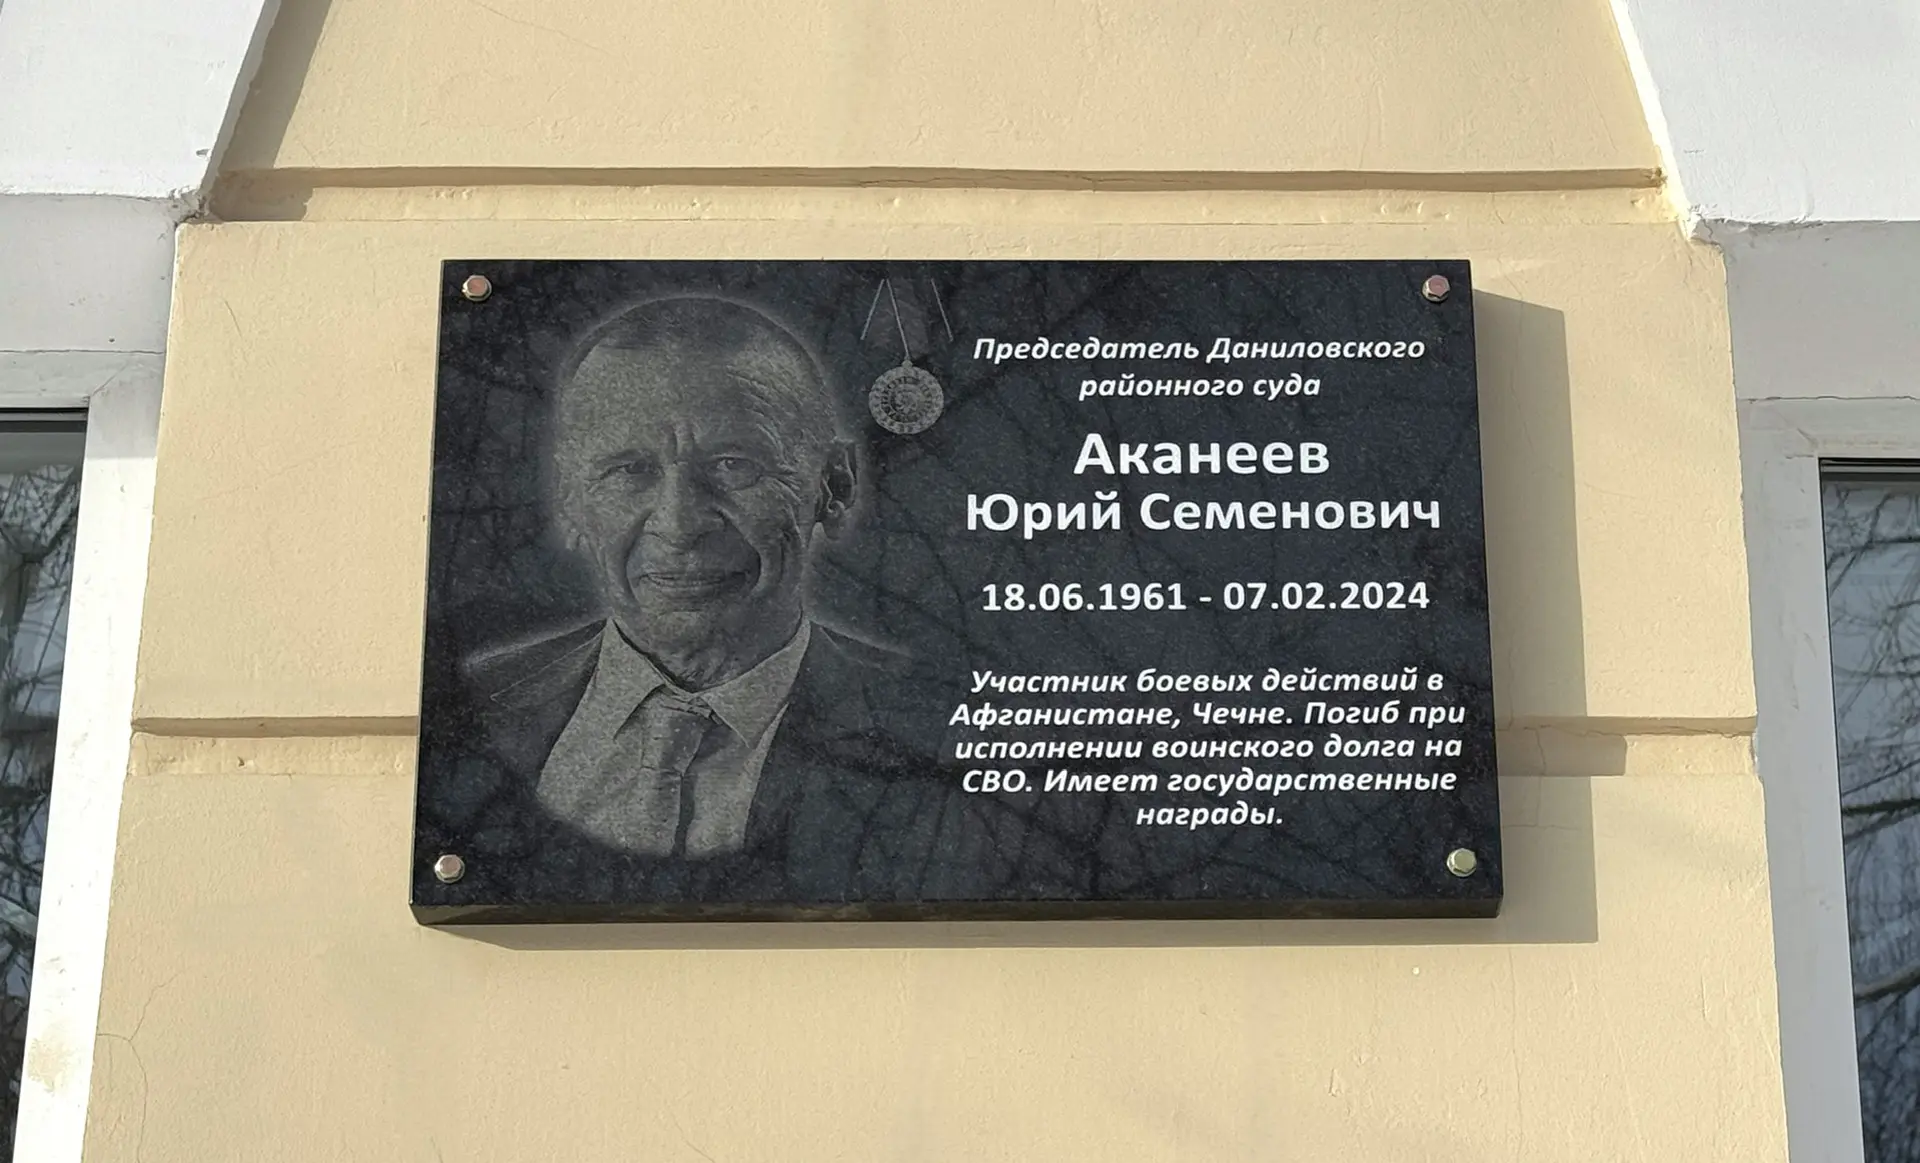 Председатель Даниловского
районного суда
Аканеев
Юрий Семенович
18.06.1961 - 07.02.2024
Участник боевых действий в
Афганистане, Чечне. Погиб при
исполнении воинского долга на
СВО. Имеет государственные
награды.